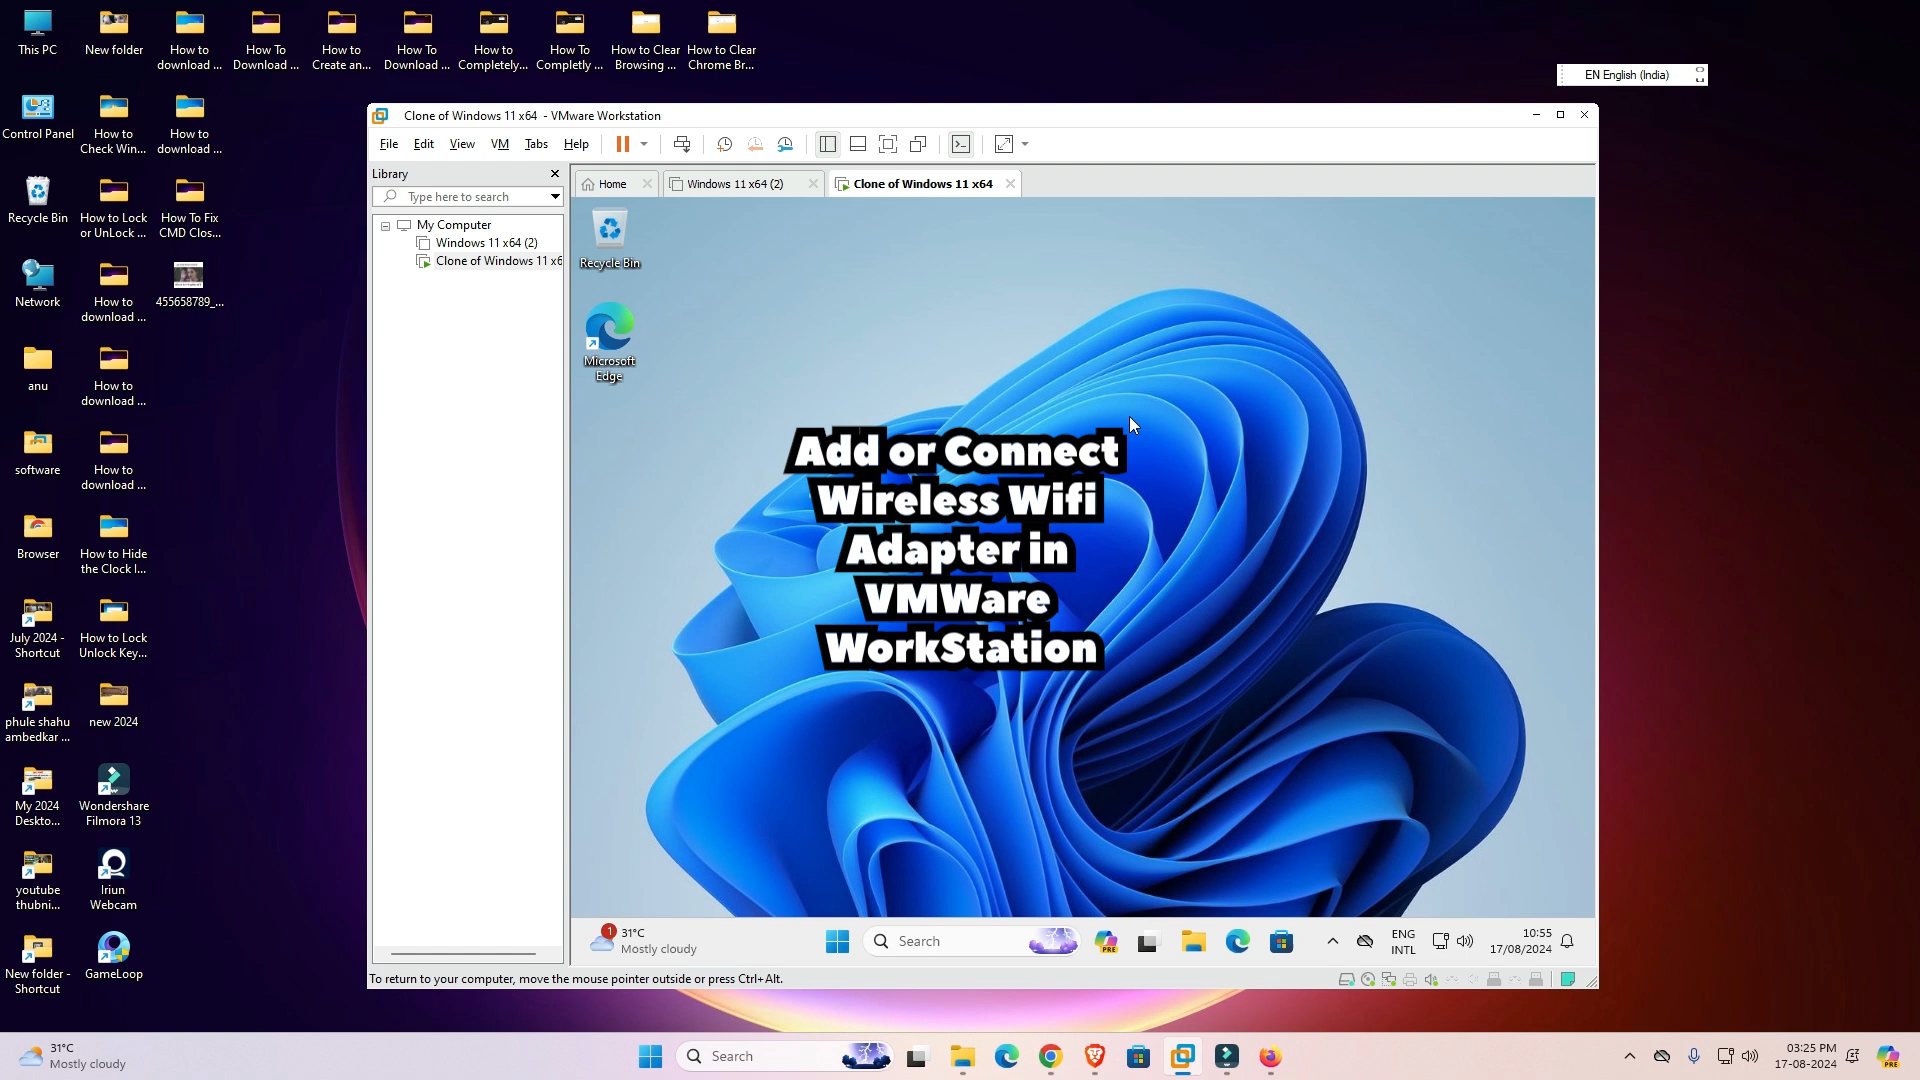 This PC
New folder
How to
download ...
How To
Download ...
How to
Create an...
How To
Download ...
How to
Completely...
How To
Completly ...
How to Clear
Browsing ...
How to Clear
Chrome Br...
EN English (India)
Control Panel
How to
Check Win...
How to
download ...
Recycle Bin
How to Lock
or UnLock ...
How To Fix
CMD Clos...
Network
How to
download ...
455658789_...
anu
How to
download ...
software
How to
download ...
Browser
How to Hide
the Clock I...
July 2024 -
Shortcut
How to Lock
Unlock Key...
phule shahu
ambedkar ...
new 2024
My 2024
Deskto...
Wondershare
Filmora 13
youtube
thubni...
Iriun
Webcam
New folder -
Shortcut
GameLoop
Clone of Windows 11 x64 - VMware Workstation
File Edit View VM Tabs Help
Library
Type here to search
My Computer
Windows 11 x64 (2)
Clone of Windows 11 x6
Home
Windows 11 x64 (2)
Clone of Windows 11 x64
Recycle Bin
Microsoft
Edge
Add or Connect
Wireless Wifi
Adapter in
VMWare
WorkStation
1
31°C
Mostly cloudy
Search
PRE
ENG
INTL
10:55
17/08/2024
To return to your computer, move the mouse pointer outside or press Ctrl+Alt.
31°C
Mostly cloudy
Search
03:25 PM
17-08-2024
PRE